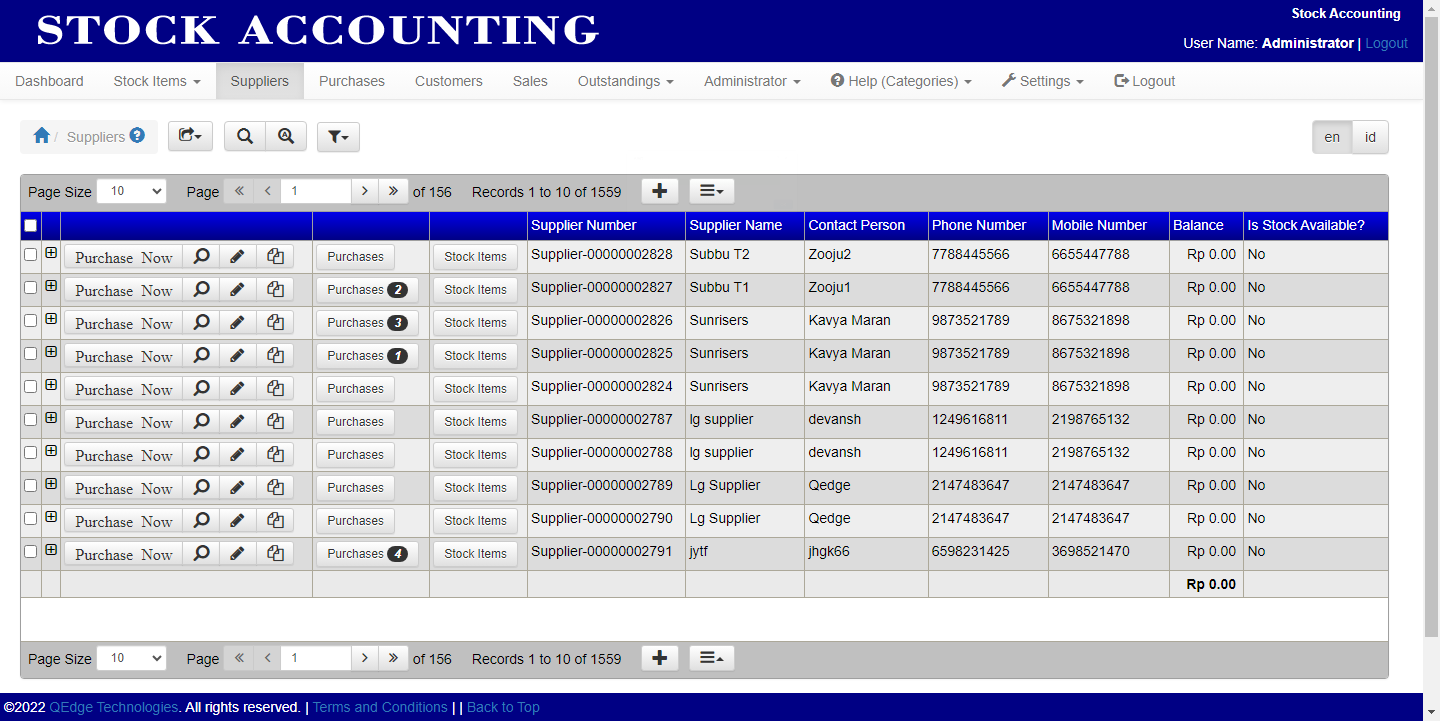 STOCK ACCOUNTING
Stock Accounting
User Name: Administrator | Logout
Dashboard Stock Items Suppliers Purchases Customers Sales Outstandings Administrator Help (Categories) Settings Logout
/ Suppliers
en id
Page Size 10 Page 1 of 156 Records 1 to 10 of 1559
Supplier Number Supplier Name Contact Person Phone Number Mobile Number Balance Is Stock Available?
Purchase Now Purchases Stock Items Supplier-00000002828 Subbu T2 Zooju2 7788445566 6655447788 Rp 0.00 No
Purchase Now Purchases 2 Stock Items Supplier-00000002827 Subbu T1 Zooju1 7788445566 6655447788 Rp 0.00 No
Purchase Now Purchases 3 Stock Items Supplier-00000002826 Sunrisers Kavya Maran 9873521789 8675321898 Rp 0.00 No
Purchase Now Purchases 1 Stock Items Supplier-00000002825 Sunrisers Kavya Maran 9873521789 8675321898 Rp 0.00 No
Purchase Now Purchases Stock Items Supplier-00000002824 Sunrisers Kavya Maran 9873521789 8675321898 Rp 0.00 No
Purchase Now Purchases Stock Items Supplier-00000002787 lg supplier devansh 1249616811 2198765132 Rp 0.00 No
Purchase Now Purchases Stock Items Supplier-00000002788 lg supplier devansh 1249616811 2198765132 Rp 0.00 No
Purchase Now Purchases Stock Items Supplier-00000002789 Lg Supplier Qedge 2147483647 2147483647 Rp 0.00 No
Purchase Now Purchases Stock Items Supplier-00000002790 Lg Supplier Qedge 2147483647 2147483647 Rp 0.00 No
Purchase Now Purchases 4 Stock Items Supplier-00000002791 jytf jhgk66 6598231425 3698521470 Rp 0.00 No
Rp 0.00
Page Size 10 Page 1 of 156 Records 1 to 10 of 1559
©2022 QEdge Technologies. All rights reserved. | Terms and Conditions | | Back to Top